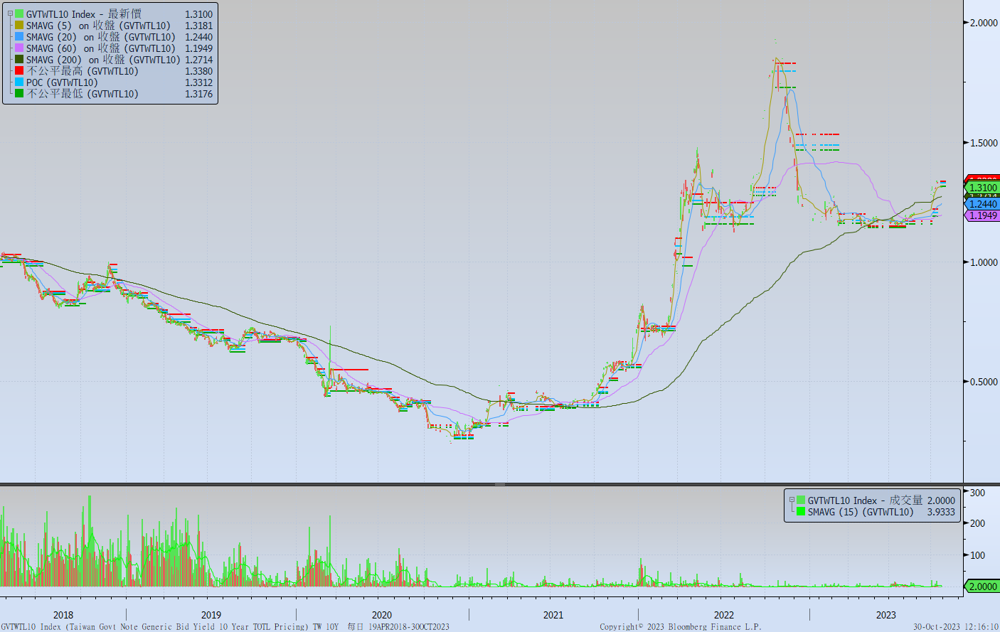 GVTWTL10 Index - 最新價 1.3100
SMAVG (5) on 收盤 (GVTWTL10) 1.3181
SMAVG (20) on 收盤 (GVTWTL10) 1.2440
SMAVG (60) on 收盤 (GVTWTL10) 1.1949
SMAVG (200) on 收盤 (GVTWTL10) 1.2714
不公平最高 (GVTWTL10) 1.3380
POC (GVTWTL10) 1.3312
不公平最低 (GVTWTL10) 1.3176
2.0000
1.5000
1.3100
1.2440
1.1949
1.0000
0.5000
GVTWTL10 Index - 成交量 2.0000
SMAVG (15) (GVTWTL10) 3.9333
300
200
100
2.0000
2018 2019 2020 2021 2022 2023
GVTWTL10 Index (Taiwan Govt Note Generic Bid Yield 10 Year TOTL Pricing) TW 10Y 每日 19APR2018-30OCT2023 Copyright© 2023 Bloomberg Finance L.P. 30-Oct-2023 12:16:10